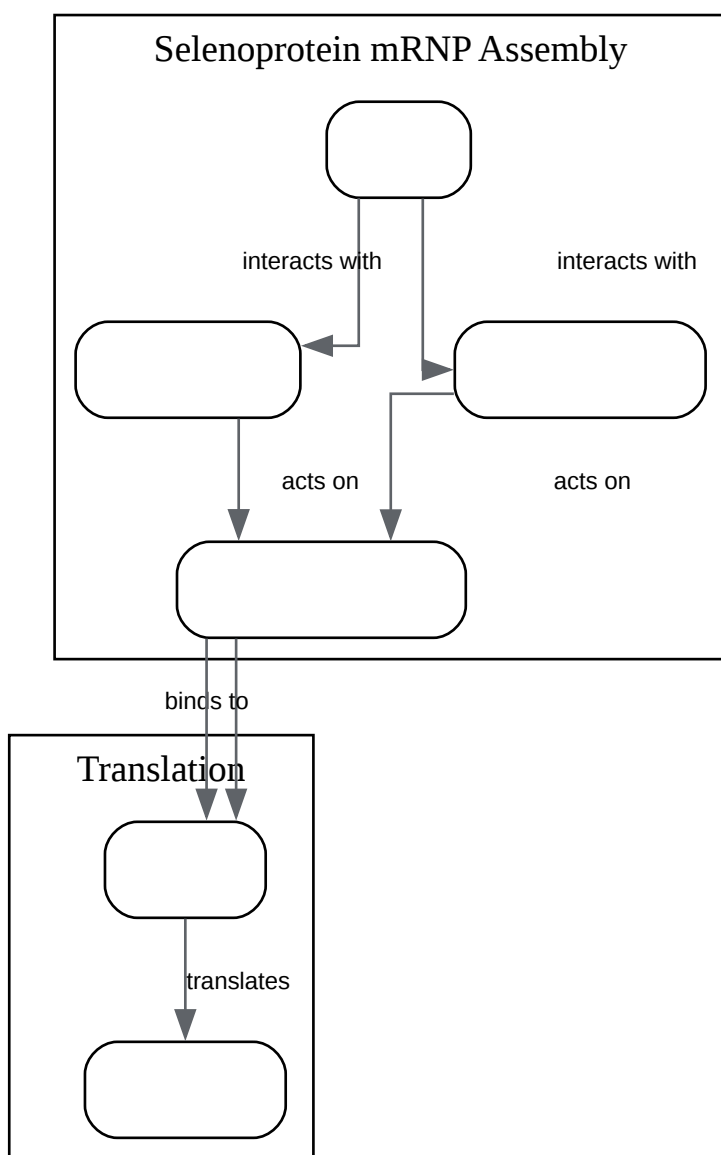 Selenoprotein mRNP Assembly
interacts with
interacts with
acts on
acts on
binds to
Translation
translates